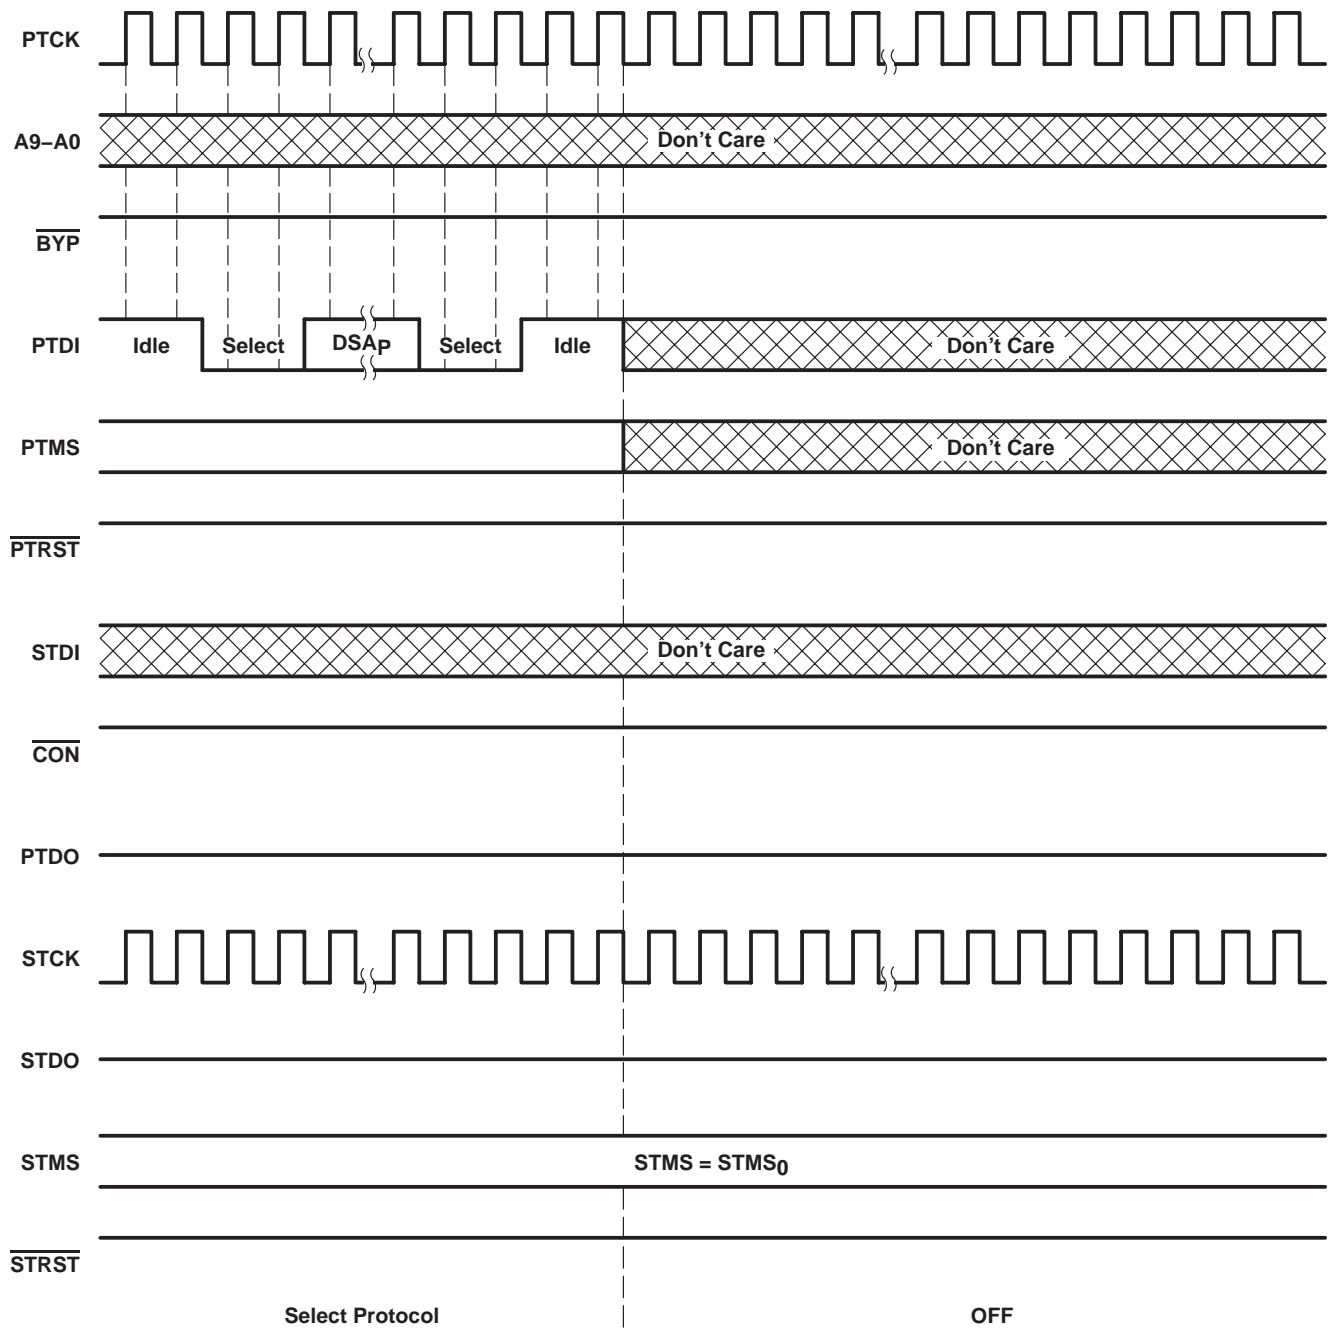 PTCK
A9–A0 Don't Care
BYP
PTDI Idle Select DSAP Select Idle Don't Care
PTMS Don't Care
PTRST
STDI Don't Care
CON
PTDO
STCK
STDO
STMS STMS = STMS0
STRST
Select Protocol OFF